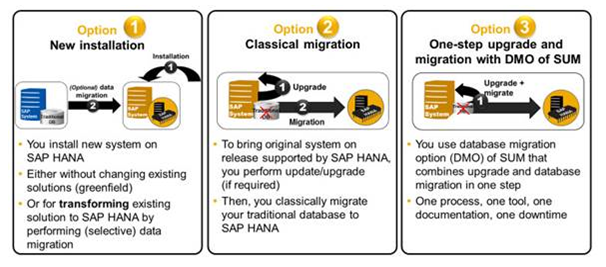 Option 1
New installation
Installation
1
(Optional) data
migration
2
SAP System
Traditional
DB
SAP
System
You install new system on
SAP HANA
Either without changing existing
solutions (greenfield)
Or for transforming existing
solution to SAP HANA by
performing (selective) data
migration
Option 2
Classical migration
1
Upgrade
SAP
System
2
Migration
To bring original system on
release supported by SAP HANA,
you perform update/upgrade
(if required)
Then, you classically migrate
your traditional database to
SAP HANA
Option 3
One-step upgrade and
migration with DMO of SUM
Upgrade +
migrate
1
SAP
System
You use database migration
option (DMO) of SUM that
combines upgrade and database
migration in one step
One process, one tool, one
documentation, one downtime